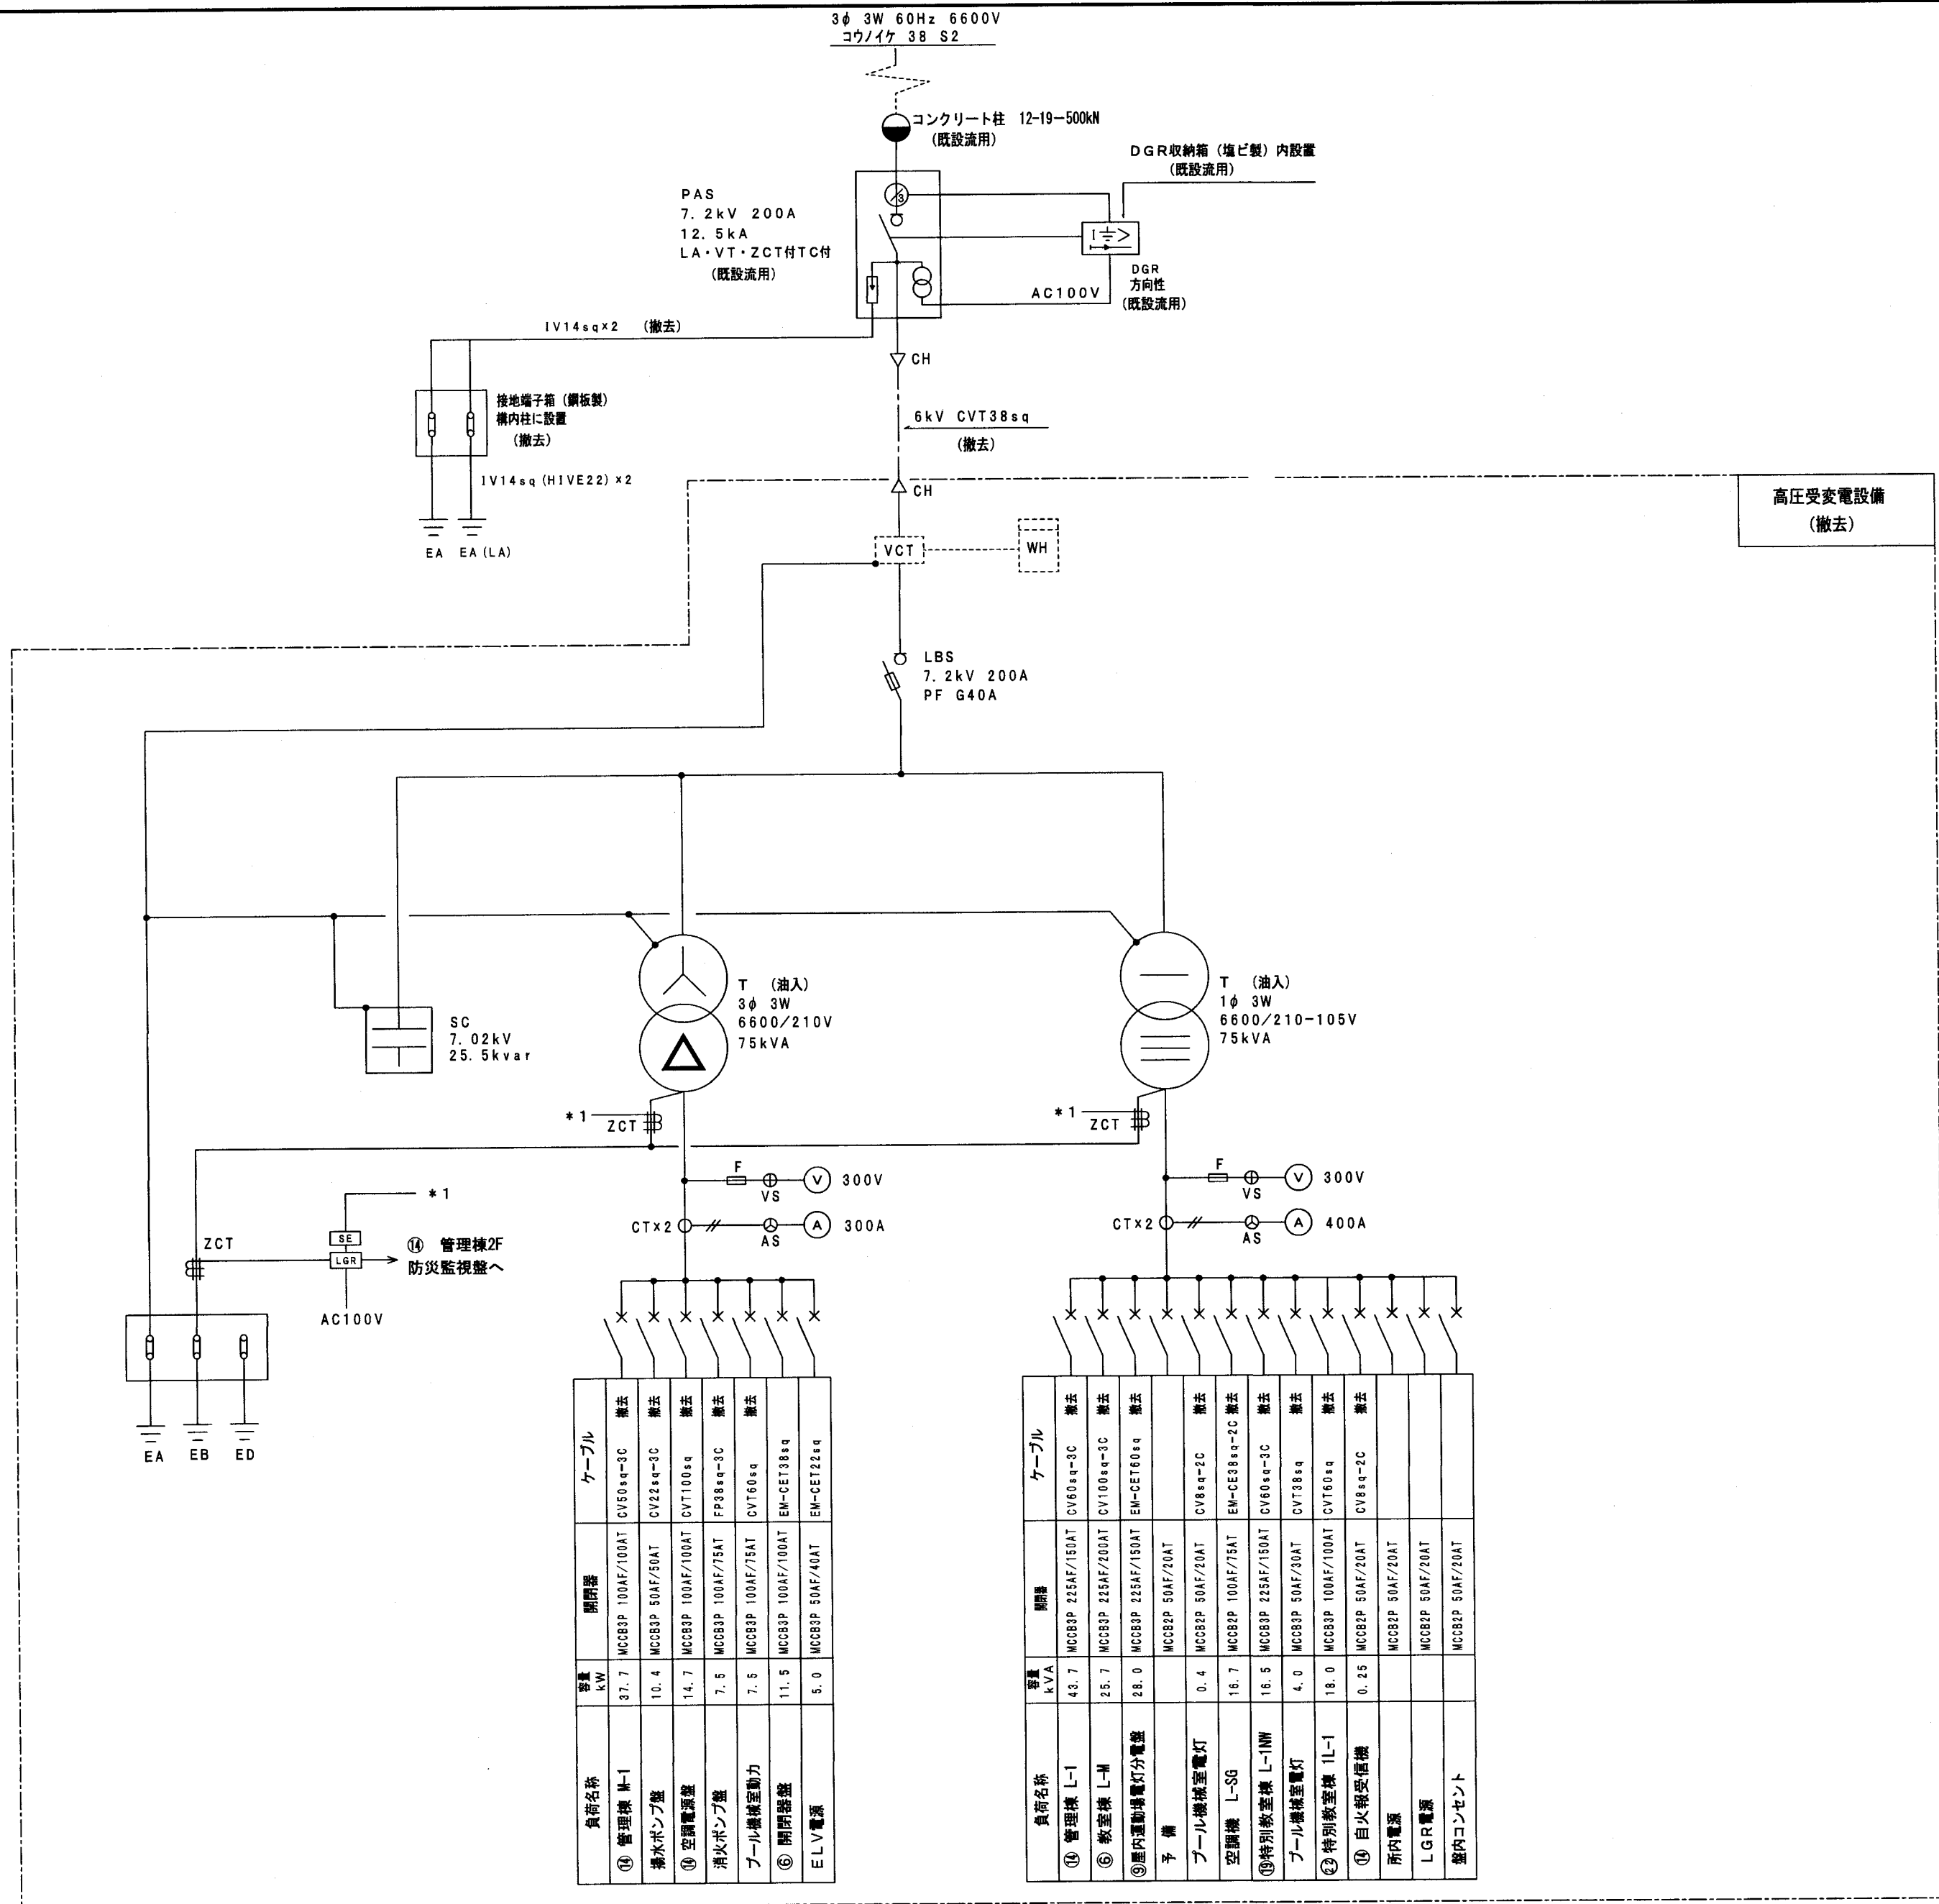 3φ 3W 60Hz 6600V
コウノイケ 38 S2
コンクリート柱 12-19-500kN
(既設流用)
DGR収納箱(塩ビ製)内設置
(既設流用)
PAS
7.2kV 200A
12.5kA
LA・VT・ZCT付TC付
(既設流用)
3
I >
DGR
方向性
(既設流用)
AC100V
IV14sq×2 (撤去)
CH
接地端子箱(鋼板製)
構内柱に設置
(撤去)
6kV CVT38sq
(撤去)
IV14sq(HIVE22)×2
EA EA(LA)
CH
高圧受変電設備
(撤去)
VCT
WH
LBS
7.2kV 200A
PF G40A
SC
7.02kV
25.5kvar
T (油入)
3φ 3W
6600/210V
75kVA
T (油入)
1φ 3W
6600/210-105V
75kVA
*1
ZCT
*1
ZCT
F
VS
V
300V
CT×2
AS
A
300A
F
VS
V
300V
CT×2
AS
A
400A
*1
ZCT
SE
LGR
⑭ 管理棟2F
防災監視盤へ
AC100V
EA EB ED
負荷名称 容量kW 開閉器 ケーブル
⑭ 管理棟 M-1 37.7 MCCB3P 100AF/100AT CV50sq-3C 撤去
揚水ポンプ盤 10.4 MCCB3P 50AF/50AT CV22sq-3C 撤去
⑭ 空調電源盤 14.7 MCCB3P 100AF/100AT CVT100sq 撤去
消火ポンプ盤 7.5 MCCB3P 100AF/75AT FP38sq-3C 撤去
プール機械室動力 7.5 MCCB3P 100AF/75AT CVT60sq 撤去
⑥ 開閉器盤 11.5 MCCB3P 100AF/100AT EM-CET38sq
ELV電源 5.0 MCCB3P 50AF/40AT EM-CET22sq
負荷名称 容量kVA 開閉器 ケーブル
⑭ 管理棟 L-1 43.7 MCCB3P 225AF/150AT CV60sq-3C 撤去
⑥ 教室棟 L-M 25.7 MCCB3P 225AF/200AT CV100sq-3C 撤去
⑨屋内運動場電灯分電盤 28.0 MCCB3P 225AF/150AT EM-CET60sq 撤去
予 備 MCCB2P 50AF/20AT
プール機械室電灯 0.4 MCCB2P 50AF/20AT CV8sq-2C 撤去
空調機 L-SG 16.7 MCCB2P 100AF/75AT EM-CE38sq-2C 撤去
⑲特別教室棟 L-1NW 16.5 MCCB3P 225AF/150AT CV60sq-3C 撤去
プール機械室電灯 4.0 MCCB3P 50AF/30AT CVT38sq 撤去
㉒ 特別教室棟 1L-1 18.0 MCCB3P 100AF/100AT CVT60sq 撤去
⑭ 自火報受信機 0.25 MCCB2P 50AF/20AT CV8sq-2C 撤去
所内電源 MCCB2P 50AF/20AT
LGR電源 MCCB2P 50AF/20AT
盤内コンセント MCCB2P 50AF/20AT